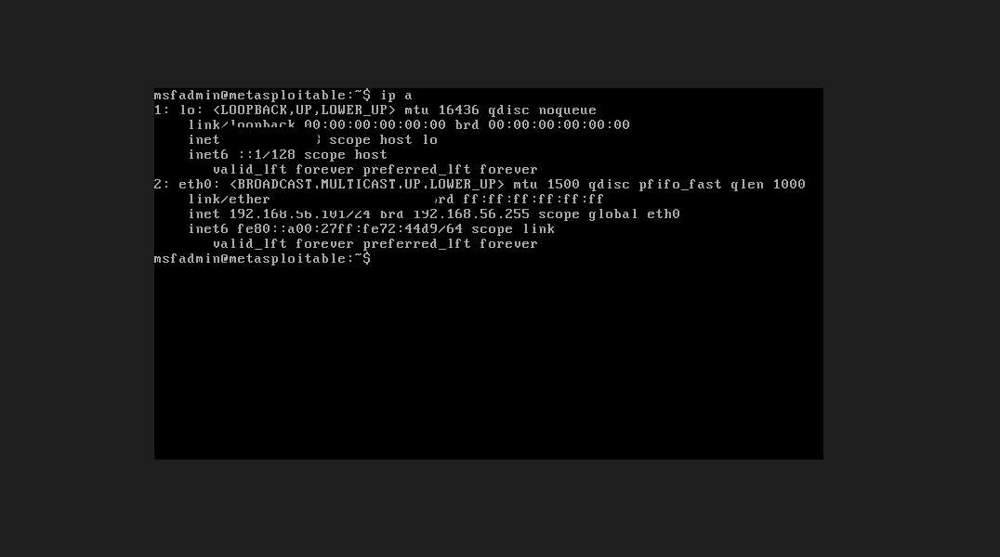 msfadmin@metasploitable:~$ ip a
1: lo: <LOOPBACK,UP,LOWER_UP> mtu 16436 qdisc noqueue
link/loopback 00:00:00:00:00:00 brd 00:00:00:00:00:00
inet scope host lo
inet6 ::1/128 scope host
valid_lft forever preferred_lft forever
2: eth0: <BROADCAST,MULTICAST,UP,LOWER_UP> mtu 1500 qdisc pfifo_fast qlen 1000
link/ether ff:ff:ff:ff:ff:ff
inet 192.168.56.101/24 brd 192.168.56.255 scope global eth0
inet6 fe80::a00:27ff:fe72:44d9/64 scope link
valid_lft forever preferred_lft forever
msfadmin@metasploitable:~$